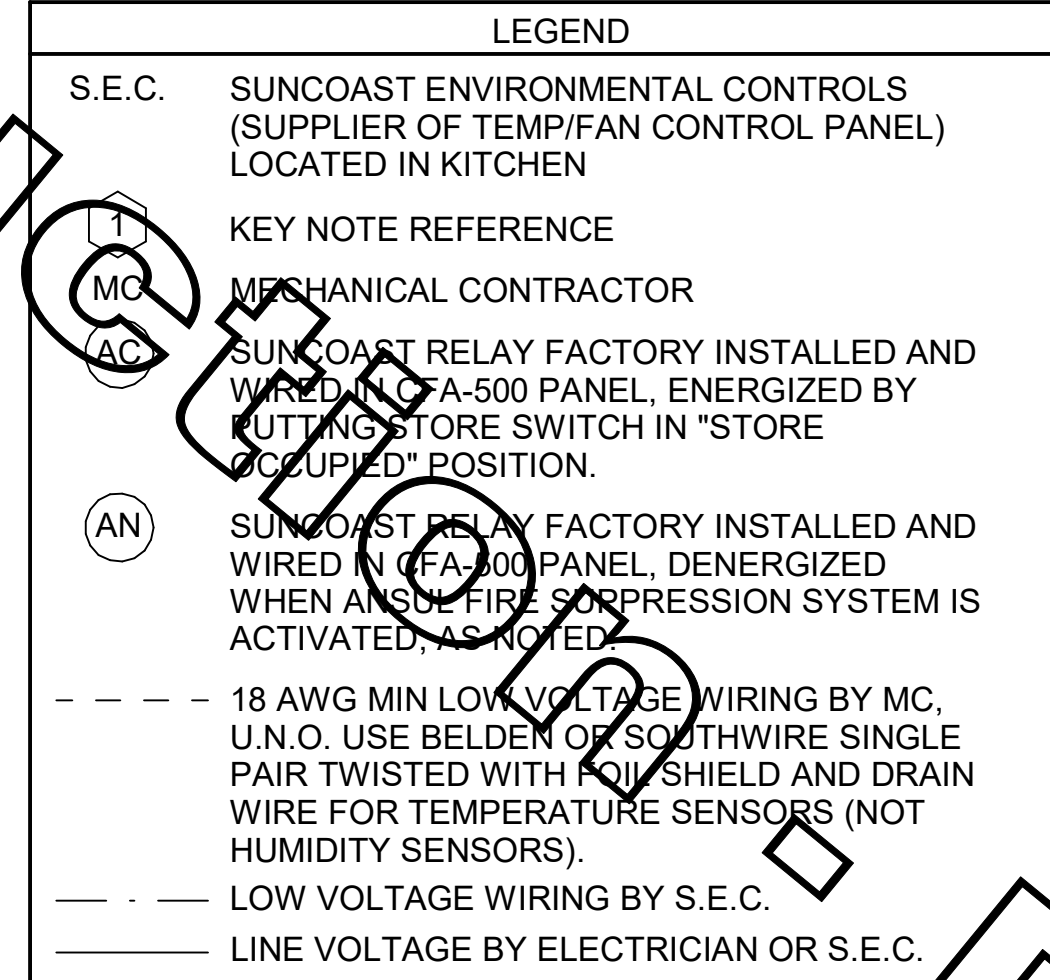 LEGEND
S.E.C. SUNCOAST ENVIRONMENTAL CONTROLS
(SUPPLIER OF TEMP/FAN CONTROL PANEL)
LOCATED IN KITCHEN
1 KEY NOTE REFERENCE
MC MECHANICAL CONTRACTOR
AC SUNCOAST RELAY FACTORY INSTALLED AND
WIRED IN CFA-500 PANEL, ENERGIZED BY
PUTTING STORE SWITCH IN "STORE
OCCUPIED" POSITION.
AN SUNCOAST RELAY FACTORY INSTALLED AND
WIRED IN CFA-500 PANEL, DENERGIZED
WHEN ANSUL FIRE SUPPRESSION SYSTEM IS
ACTIVATED, AS NOTED.
18 AWG MIN LOW VOLTAGE WIRING BY MC,
U.N.O. USE BELDEN OR SOUTHWIRE SINGLE
PAIR TWISTED WITH FOIL SHIELD AND DRAIN
WIRE FOR TEMPERATURE SENSORS (NOT
HUMIDITY SENSORS).
LOW VOLTAGE WIRING BY S.E.C.
LINE VOLTAGE BY ELECTRICIAN OR S.E.C.
ction.